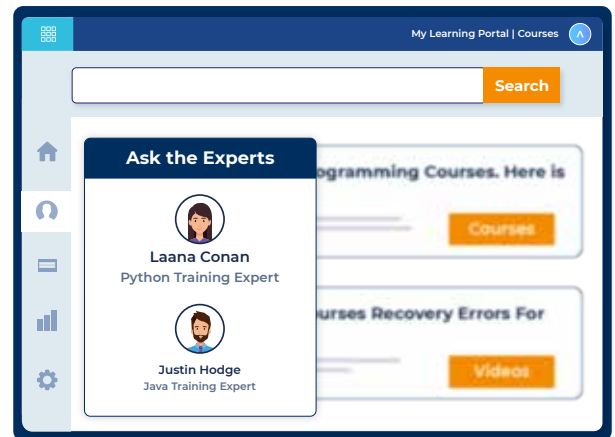 My Learning Portal | Courses
Search
Ask the Experts
Laana Conan
Python Training Expert
Justin Hodge
Java Training Expert
ogramming Courses. Here is
Courses
urses Recovery Errors For
Videos